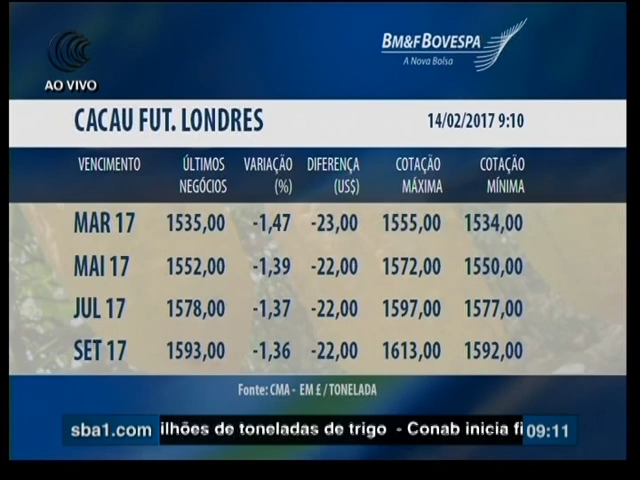 BM&FBOVESPA
A Nova Bolsa
AO VIVO
CACAU FUT. LONDRES 14/02/2017 9:10
VENCIMENTO ÚLTIMOS NEGÓCIOS VARIAÇÃO (%) DIFERENÇA (US$) COTAÇÃO MÁXIMA COTAÇÃO MÍNIMA
MAR 17 1535,00 -1,47 -23,00 1555,00 1534,00
MAI 17 1552,00 -1,39 -22,00 1572,00 1550,00
JUL 17 1578,00 -1,37 -22,00 1597,00 1577,00
SET 17 1593,00 -1,36 -22,00 1613,00 1592,00
Fonte: CMA - EM £ / TONELADA
sba1.com ilhões de toneladas de trigo - Conab inicia fi 09:11